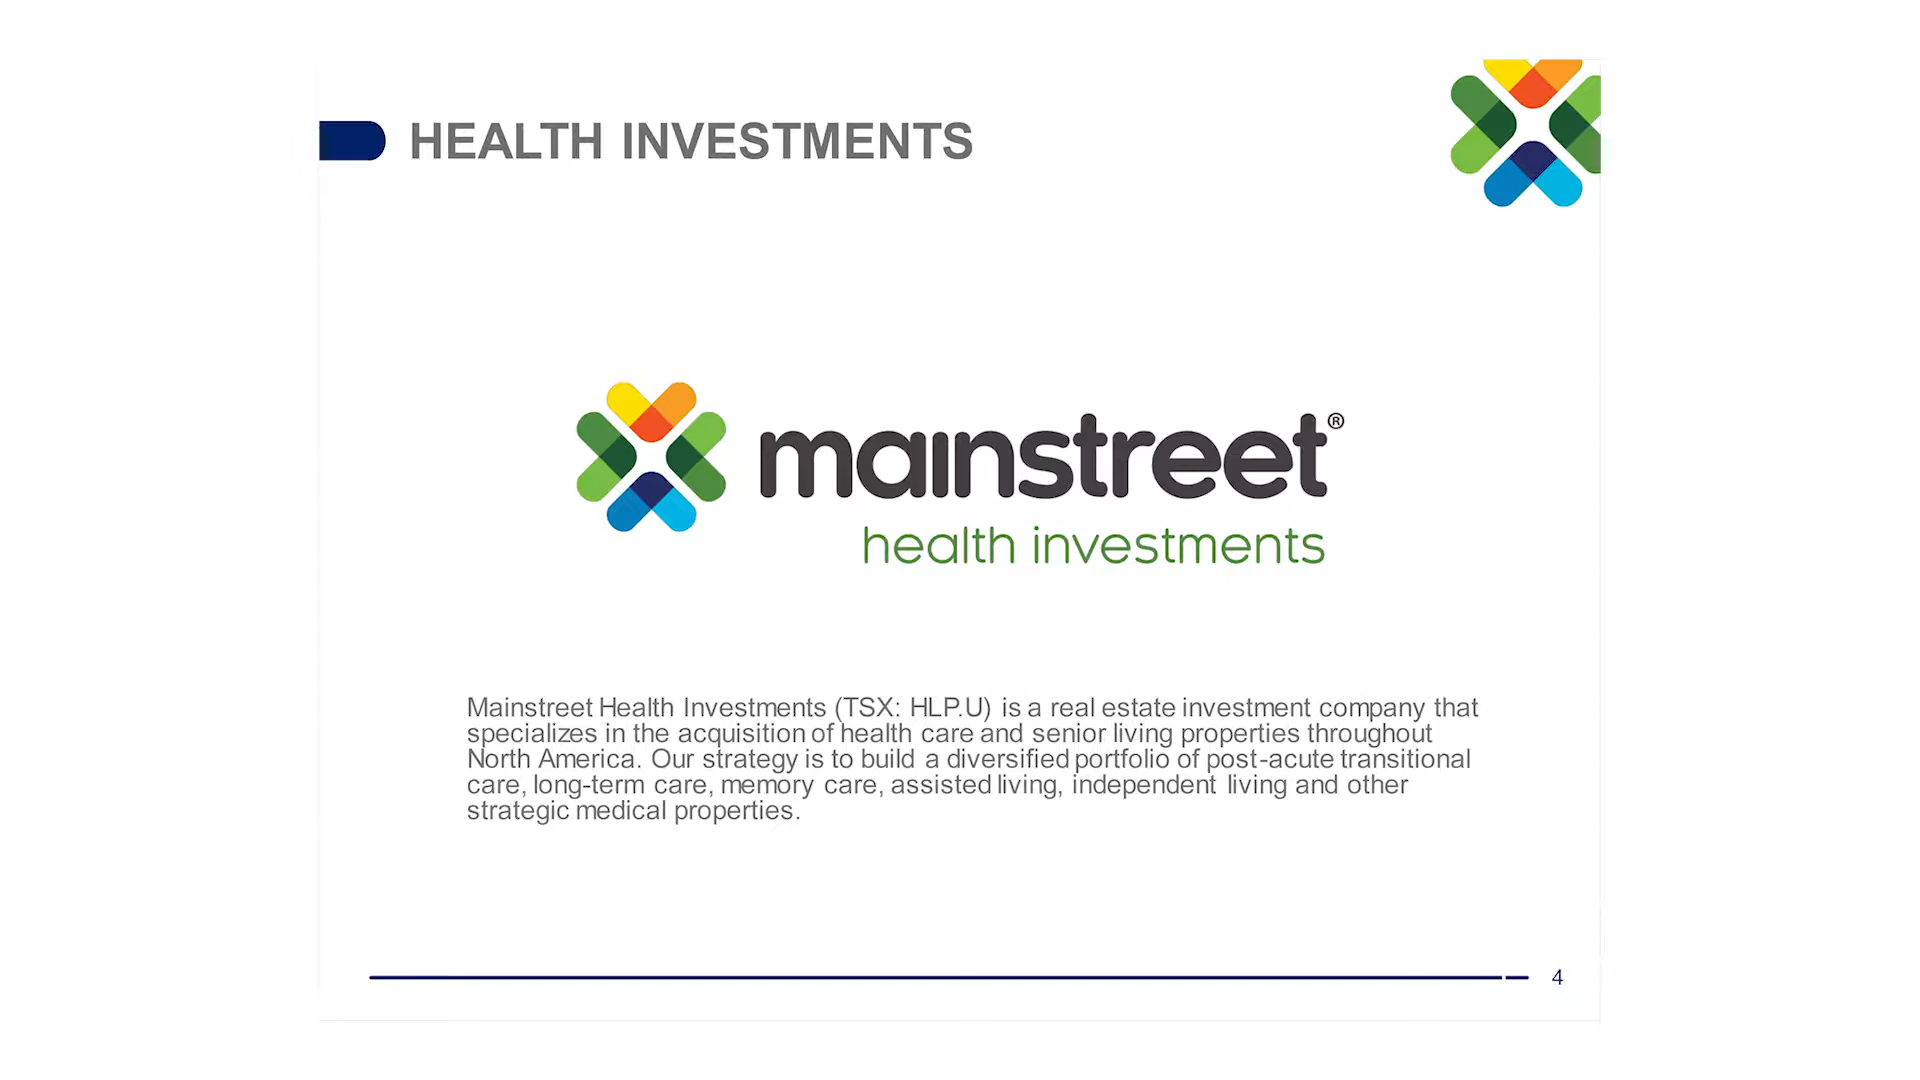 HEALTH INVESTMENTS
mainstreet®
health investments
Mainstreet Health Investments (TSX: HLP.U) is a real estate investment company that
specializes in the acquisition of health care and senior living properties throughout
North America. Our strategy is to build a diversified portfolio of post-acute transitional
care, long-term care, memory care, assisted living, independent living and other
strategic medical properties.
4